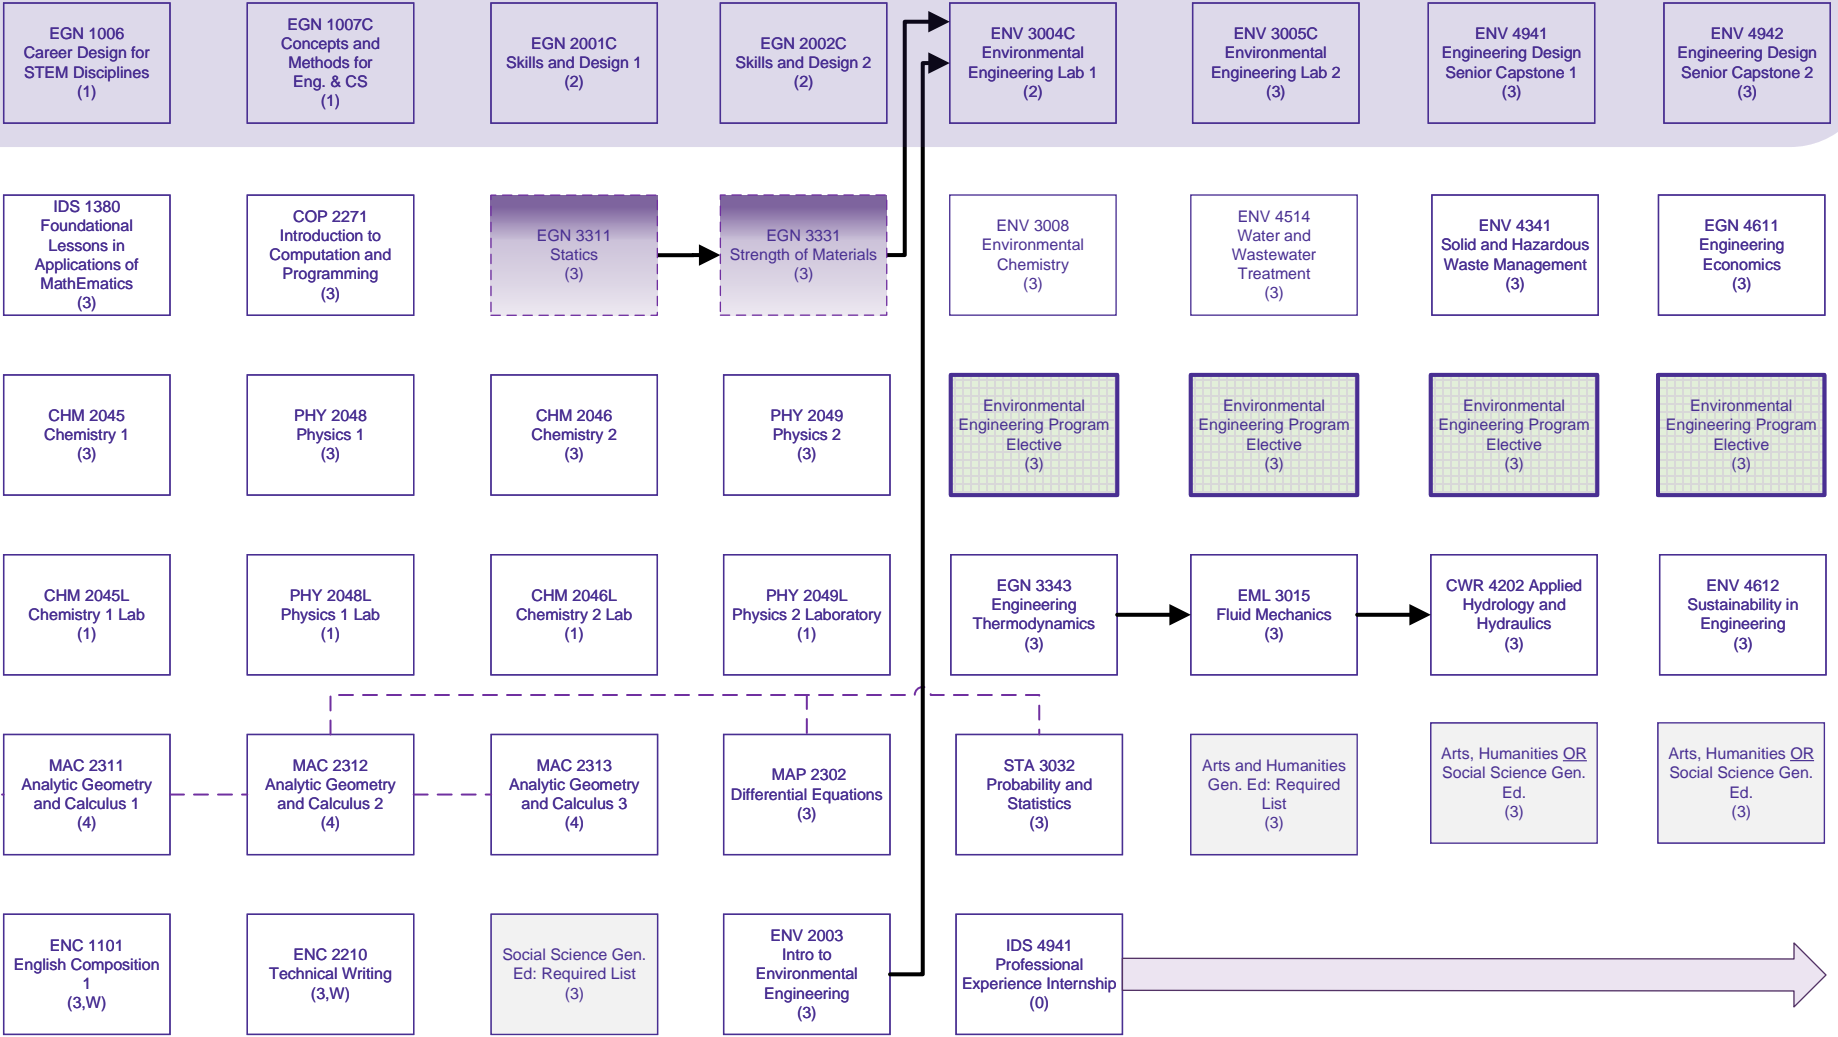 EGN 1006
Career Design for
STEM Disciplines
(1)
EGN 1007C
Concepts and
Methods for
Eng. & CS
(1)
EGN 2001C
Skills and Design 1
(2)
EGN 2002C
Skills and Design 2
(2)
ENV 3004C
Environmental
Engineering Lab 1
(2)
ENV 3005C
Environmental
Engineering Lab 2
(3)
ENV 4941
Engineering Design
Senior Capstone 1
(3)
ENV 4942
Engineering Design
Senior Capstone 2
(3)
IDS 1380
Foundational
Lessons in
Applications of
MathEmatics
(3)
COP 2271
Introduction to
Computation and
Programming
(3)
EGN 3311
Statics
(3)
EGN 3331
Strength of Materials
(3)
ENV 3008
Environmental
Chemistry
(3)
ENV 4514
Water and
Wastewater
Treatment
(3)
ENV 4341
Solid and Hazardous
Waste Management
(3)
EGN 4611
Engineering
Economics
(3)
CHM 2045
Chemistry 1
(3)
PHY 2048
Physics 1
(3)
CHM 2046
Chemistry 2
(3)
PHY 2049
Physics 2
(3)
Environmental
Engineering Program
Elective
(3)
Environmental
Engineering Program
Elective
(3)
Environmental
Engineering Program
Elective
(3)
Environmental
Engineering Program
Elective
(3)
CHM 2045L
Chemistry 1 Lab
(1)
PHY 2048L
Physics 1 Lab
(1)
CHM 2046L
Chemistry 2 Lab
(1)
PHY 2049L
Physics 2 Laboratory
(1)
EGN 3343
Engineering
Thermodynamics
(3)
EML 3015
Fluid Mechanics
(3)
CWR 4202 Applied
Hydrology and
Hydraulics
(3)
ENV 4612
Sustainability in
Engineering
(3)
MAC 2311
Analytic Geometry
and Calculus 1
(4)
MAC 2312
Analytic Geometry
and Calculus 2
(4)
MAC 2313
Analytic Geometry
and Calculus 3
(4)
MAP 2302
Differential Equations
(3)
STA 3032
Probability and
Statistics
(3)
Arts and Humanities
Gen. Ed: Required
List
(3)
Arts, Humanities OR
Social Science Gen.
Ed.
(3)
Arts, Humanities OR
Social Science Gen.
Ed.
(3)
ENC 1101
English Composition
1
(3,W)
ENC 2210
Technical Writing
(3,W)
Social Science Gen.
Ed: Required List
(3)
ENV 2003
Intro to
Environmental
Engineering
(3)
IDS 4941
Professional
Experience Internship
(0)